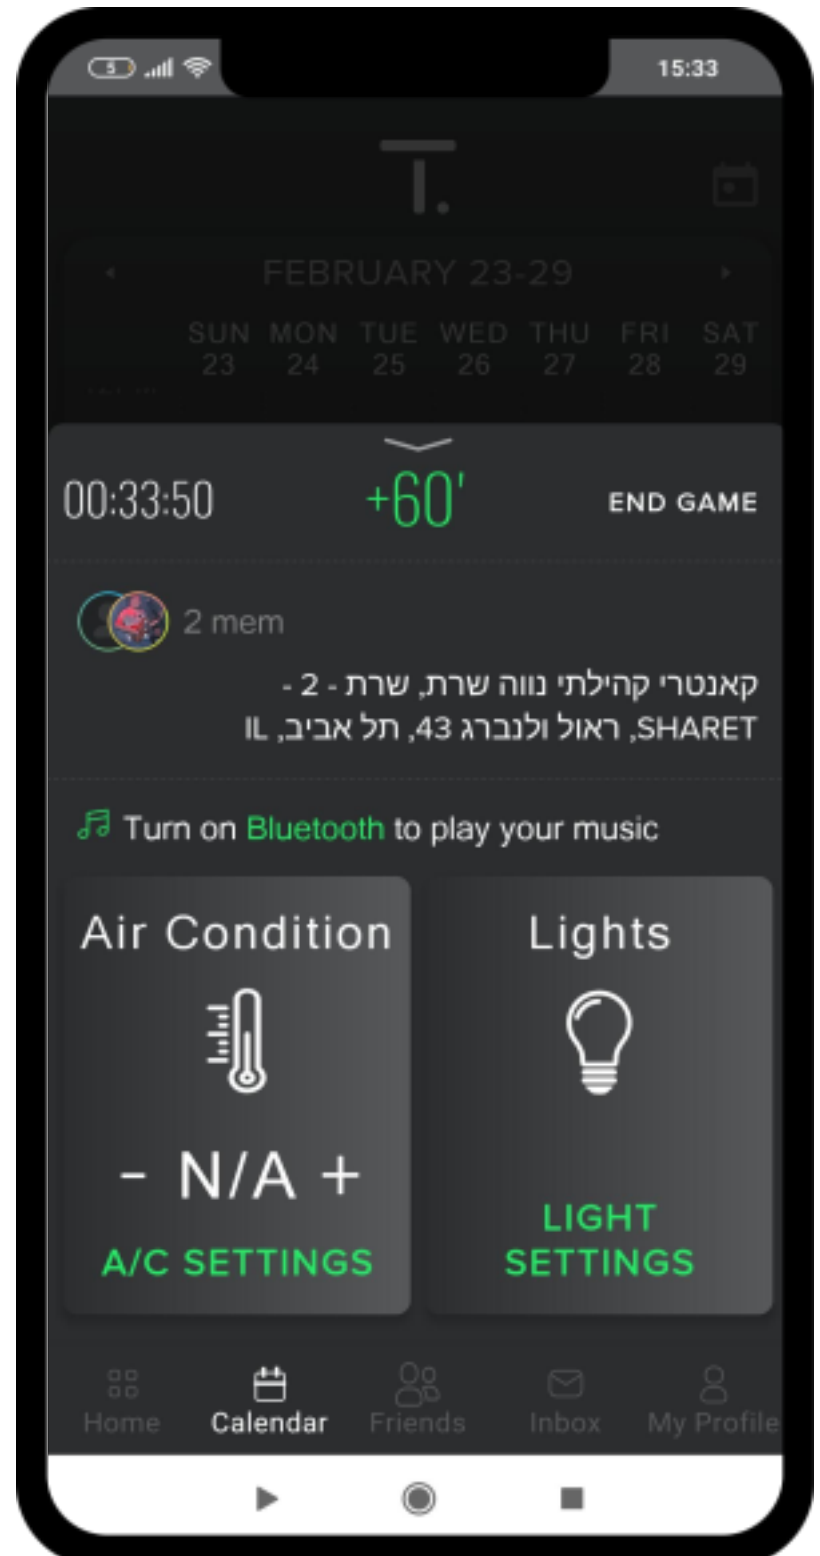 5
15:33
T.
FEBRUARY 23-29
SUN MON TUE WED THU FRI SAT
23 24 25 26 27 28 29
00:33:50 +60' END GAME
2 mem
קאנטרי קהילתי נווה שרת, שרת - 2 -
SHARET, ראול ולנברג 43, תל אביב, IL
Turn on Bluetooth to play your music
Air Condition
- N/A +
A/C SETTINGS
Lights
LIGHT
SETTINGS
Home Calendar Friends Inbox My Profile